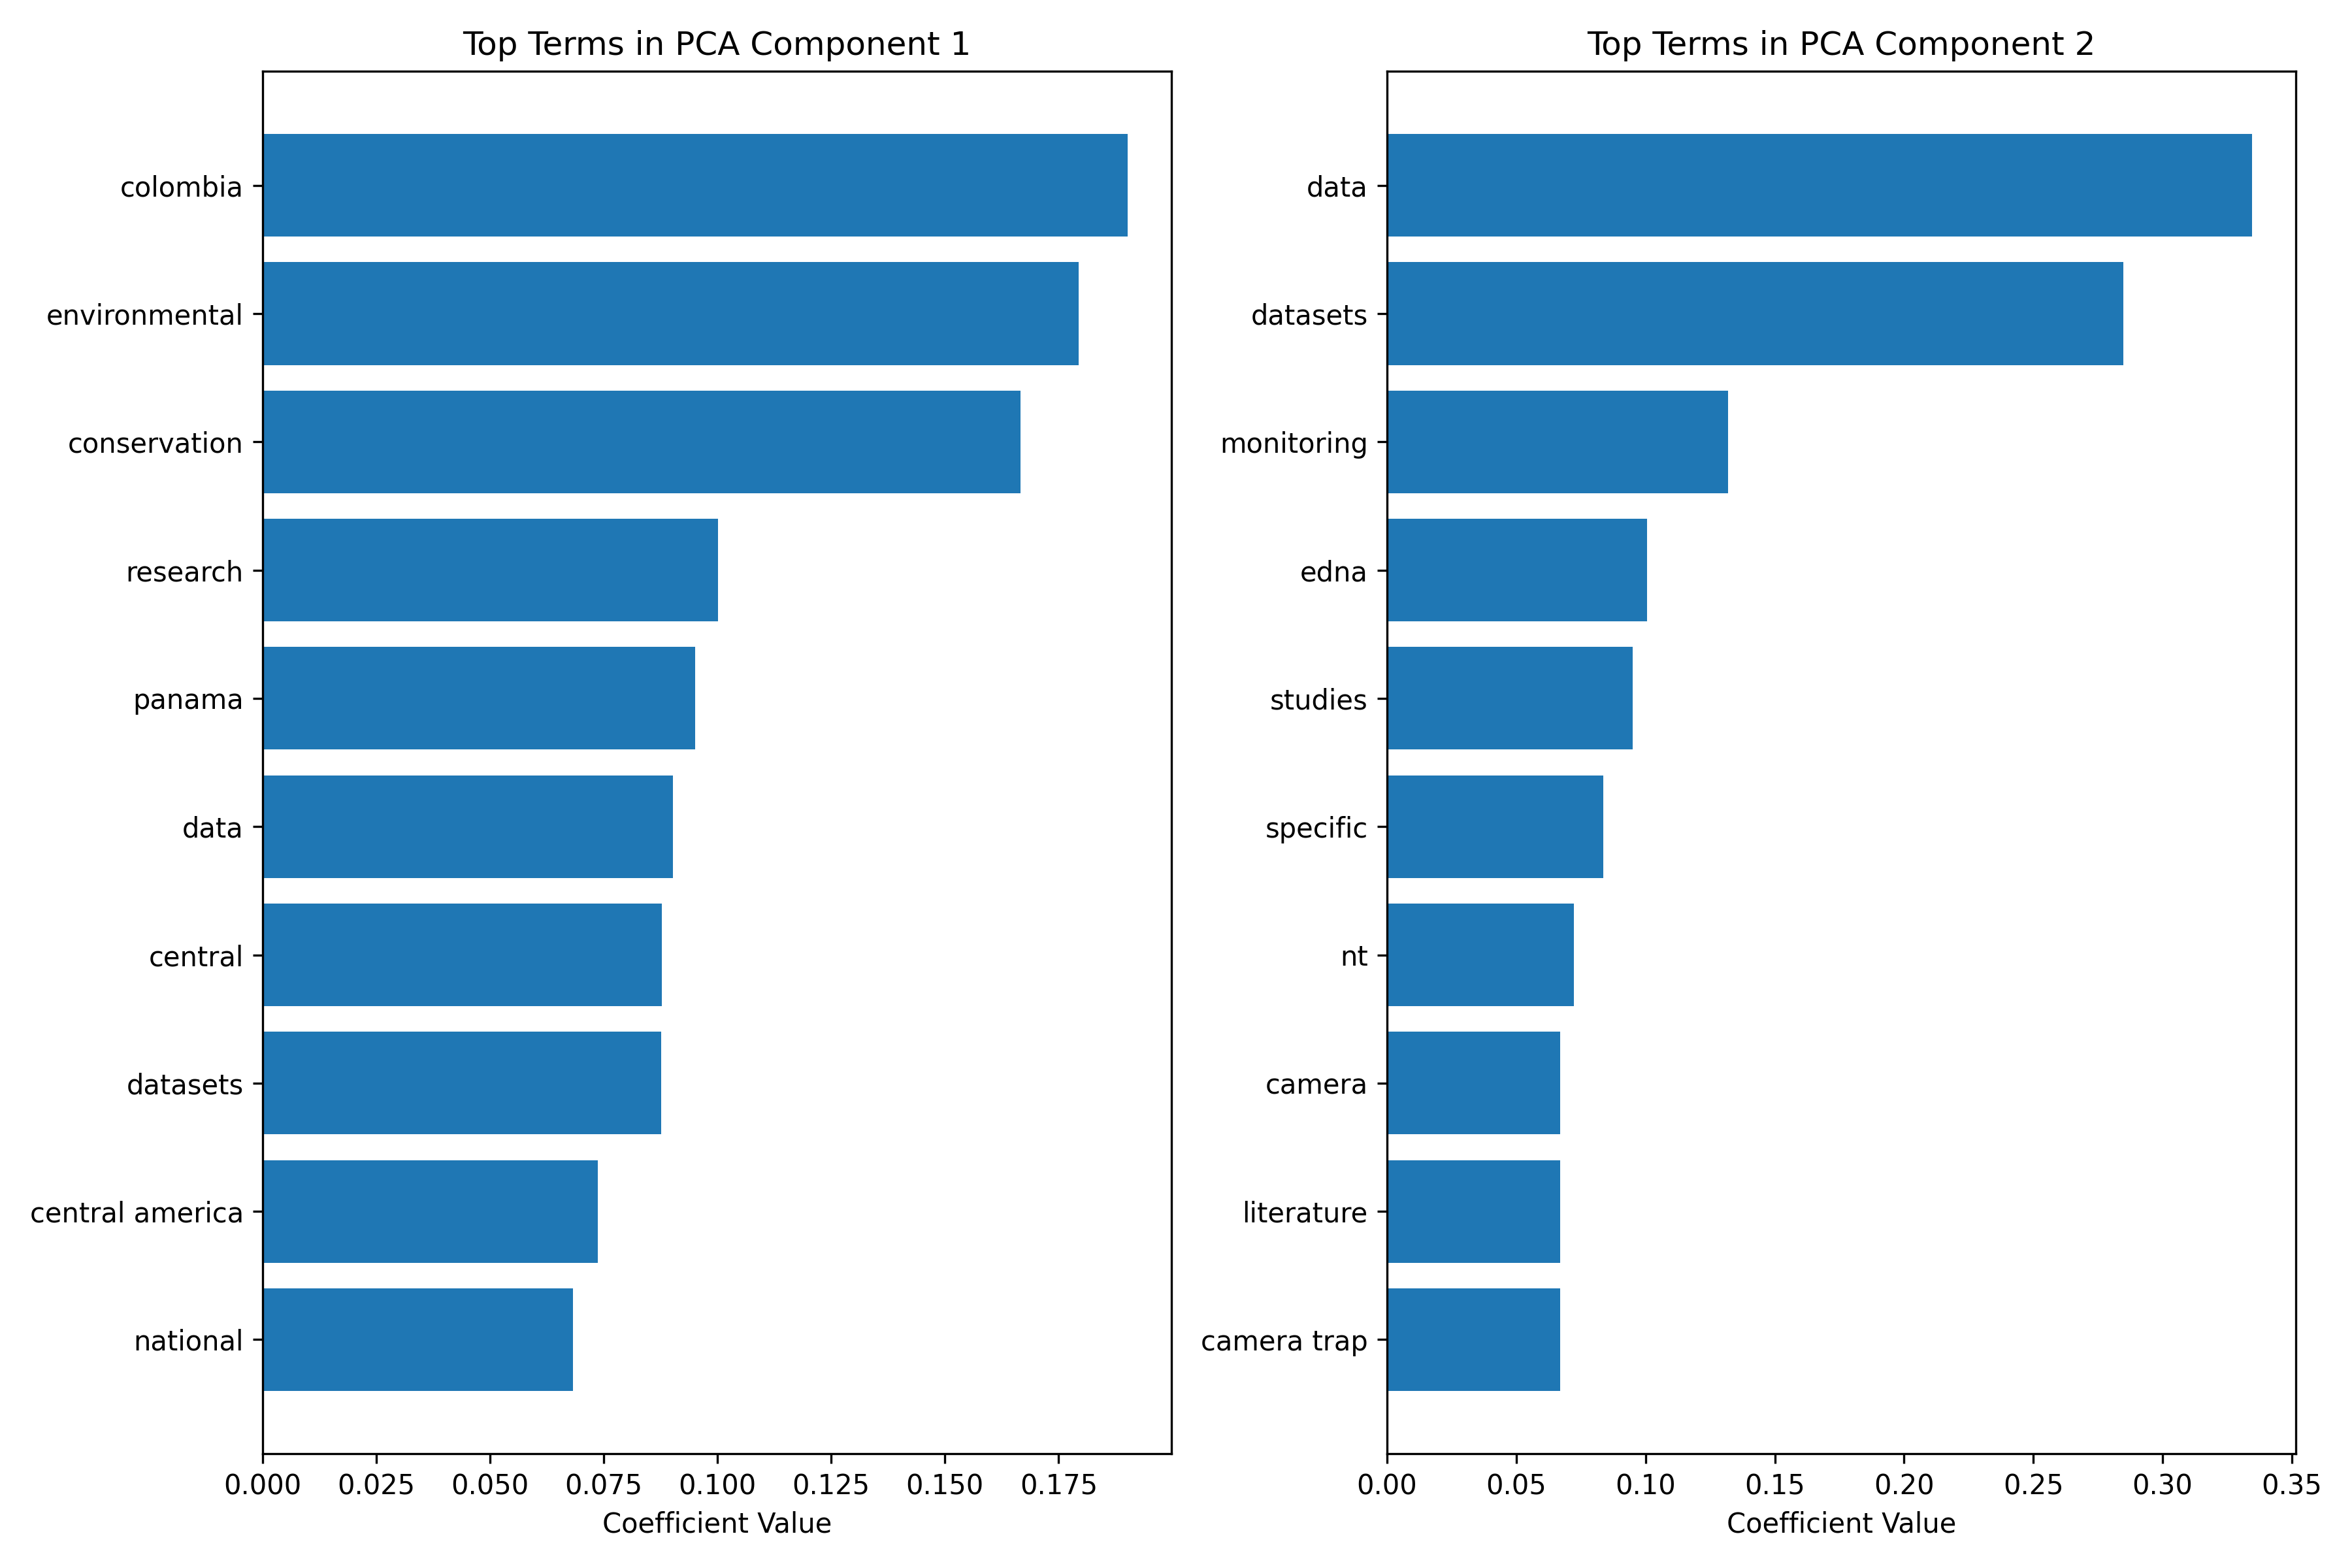 Top Terms in PCA Component 1
colombia
environmental
conservation
research
panama
data
central
datasets
central america
national
0.000 0.025 0.050 0.075 0.100 0.125 0.150 0.175
Coefficient Value
Top Terms in PCA Component 2
data
datasets
monitoring
edna
studies
specific
nt
camera
literature
camera trap
0.00 0.05 0.10 0.15 0.20 0.25 0.30 0.35
Coefficient Value